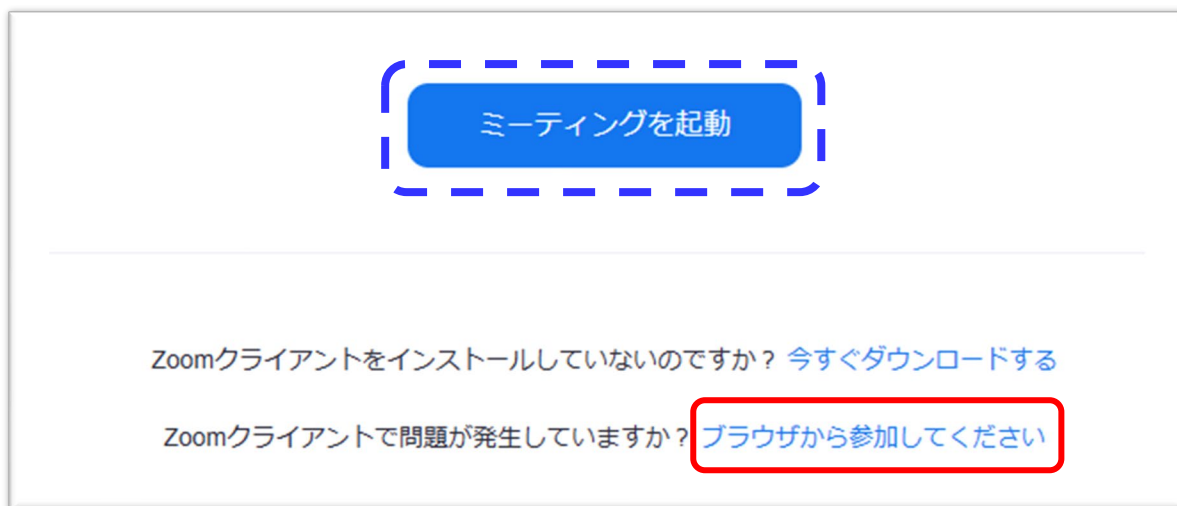 ミーティングを起動
Zoomクライアントをインストールしていないのですか？ 今すぐダウンロードする
Zoomクライアントで問題が発生していますか？ ブラウザから参加してください